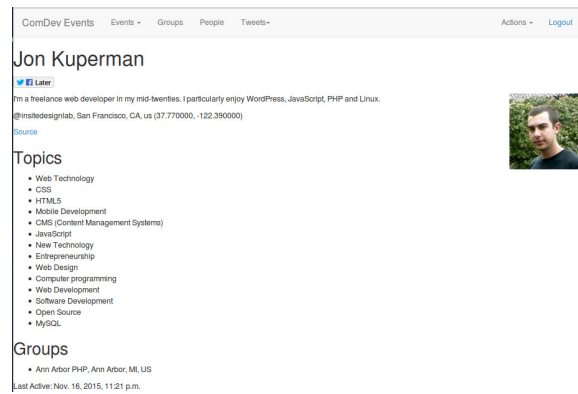 ComDev Events Events Groups People Tweets Actions Logout
Jon Kuperman
Later
I'm a freelance web developer in my mid-twenties. I particularly enjoy WordPress, JavaScript, PHP and Linux.
@insitedesignlab, San Francisco, CA, us (37.770000, -122.390000)
Source
Topics
Web Technology
CSS
HTML5
Mobile Development
CMS (Content Management Systems)
JavaScript
New Technology
Entrepreneurship
Web Design
Computer programming
Web Development
Software Development
Open Source
MySQL
Groups
Ann Arbor PHP, Ann Arbor, MI, US
Last Active: Nov. 16, 2015, 11:21 p.m.